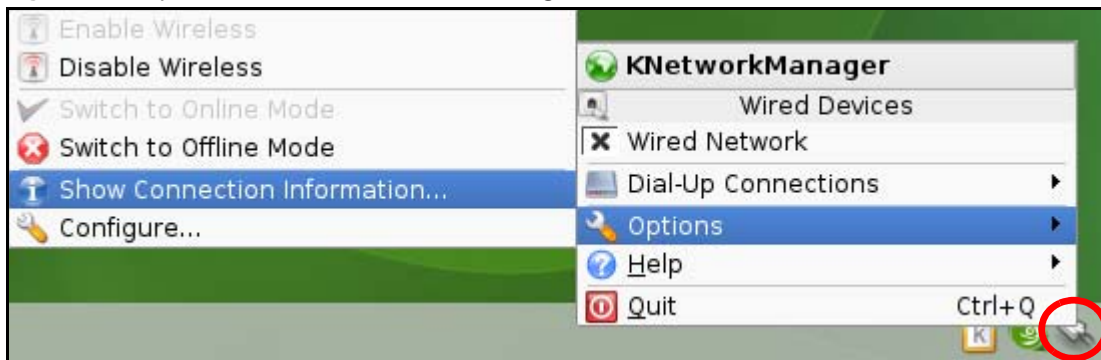 Enable Wireless
Disable Wireless
Switch to Online Mode
Switch to Offline Mode
Show Connection Information...
Configure...
KNetworkManager
Wired Devices
Wired Network
Dial-Up Connections
Options
Help
Quit Ctrl+Q
K